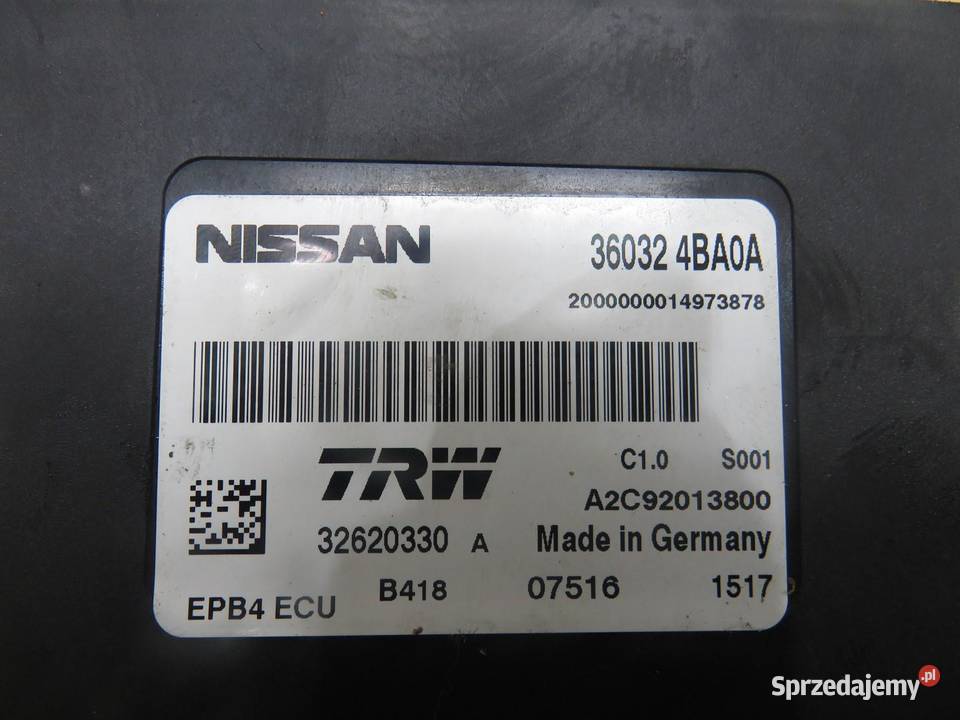 NISSAN 36032 4BA0A
2000000014973878
TRW C1.0 S001
A2C92013800
32620330 A Made in Germany
EPB4 ECU B418 07516 1517
Sprzedajemy.pl